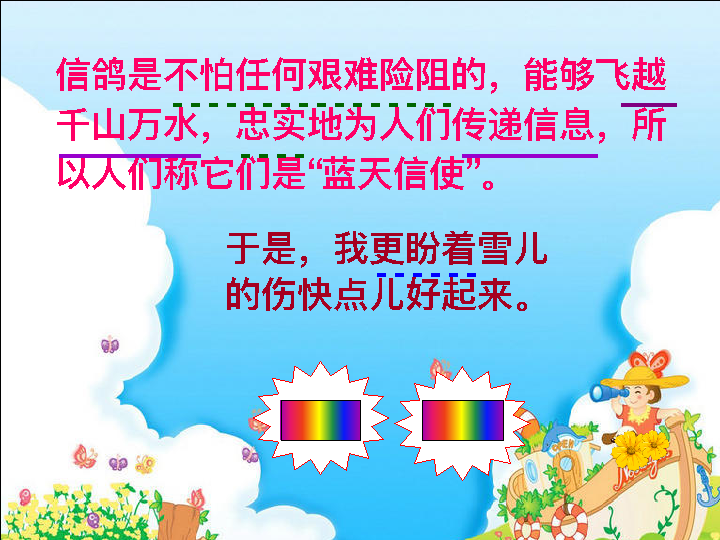 信鸽是不怕任何艰难险阻的，能够飞越
千山万水，忠实地为人们传递信息，所
以人们称它们是“蓝天信使”。
于是，我更盼着雪儿
的伤快点儿好起来。
OPEN